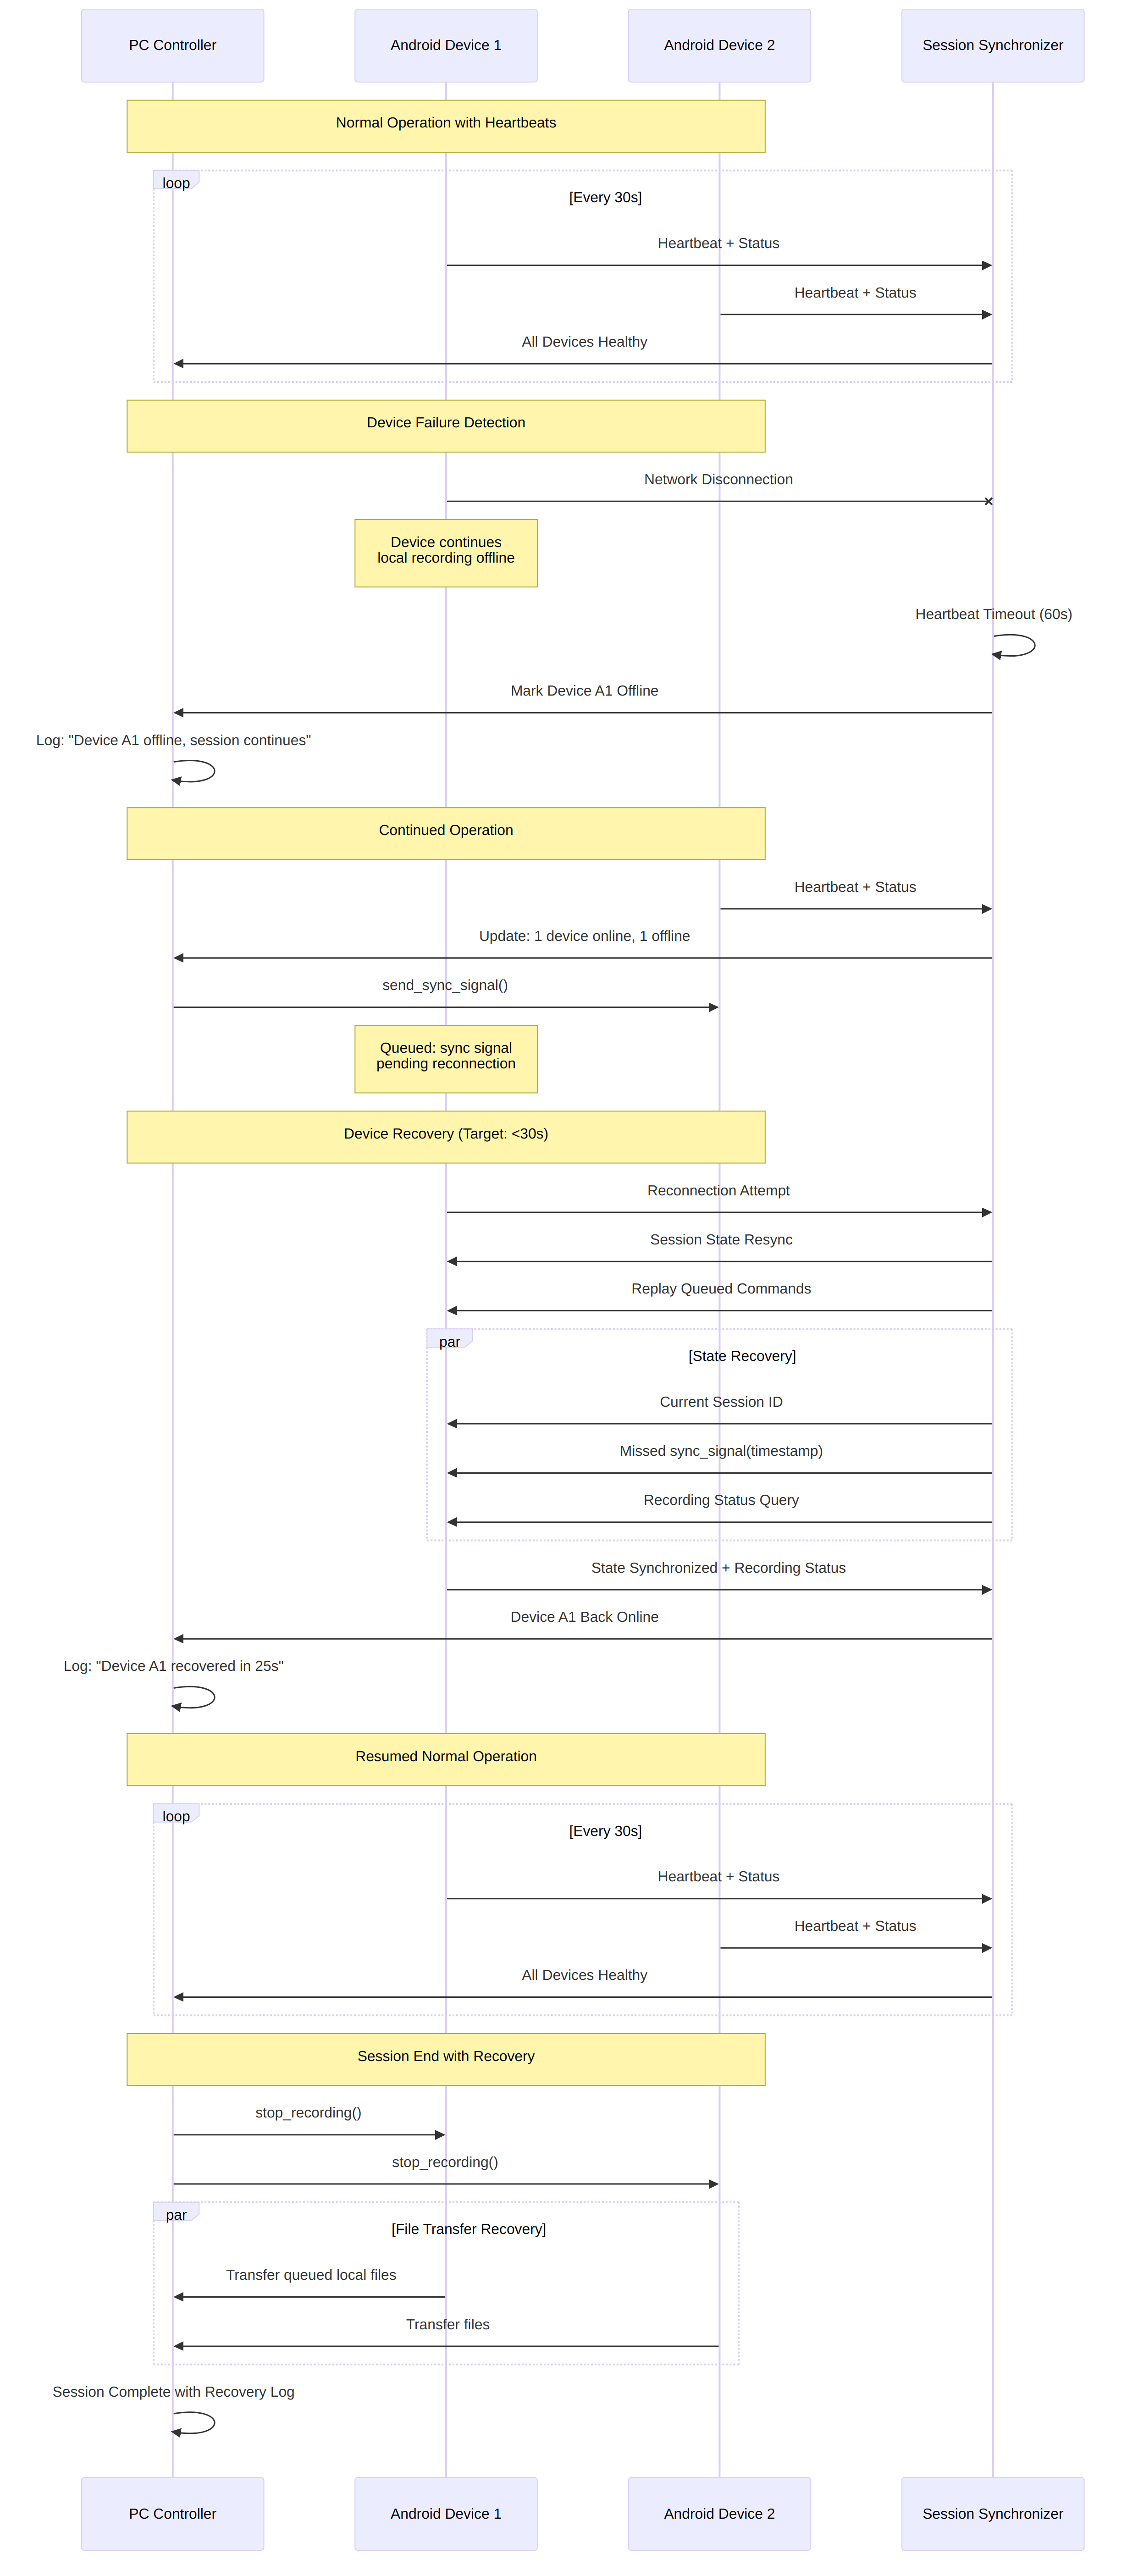 PC Controller
Android Device 1
Android Device 2
Session Synchronizer
Normal Operation with Heartbeats
loop
[Every 30s]
Heartbeat + Status
Heartbeat + Status
All Devices Healthy
Device Failure Detection
Network Disconnection
Device continues
local recording offline
Heartbeat Timeout (60s)
Mark Device A1 Offline
Log: "Device A1 offline, session continues"
Continued Operation
Heartbeat + Status
Update: 1 device online, 1 offline
send_sync_signal()
Queued: sync signal
pending reconnection
Device Recovery (Target: <30s)
Reconnection Attempt
Session State Resync
Replay Queued Commands
par
[State Recovery]
Current Session ID
Missed sync_signal(timestamp)
Recording Status Query
State Synchronized + Recording Status
Device A1 Back Online
Log: "Device A1 recovered in 25s"
Resumed Normal Operation
loop
[Every 30s]
Heartbeat + Status
Heartbeat + Status
All Devices Healthy
Session End with Recovery
stop_recording()
stop_recording()
par
[File Transfer Recovery]
Transfer queued local files
Transfer files
Session Complete with Recovery Log
PC Controller
Android Device 1
Android Device 2
Session Synchronizer